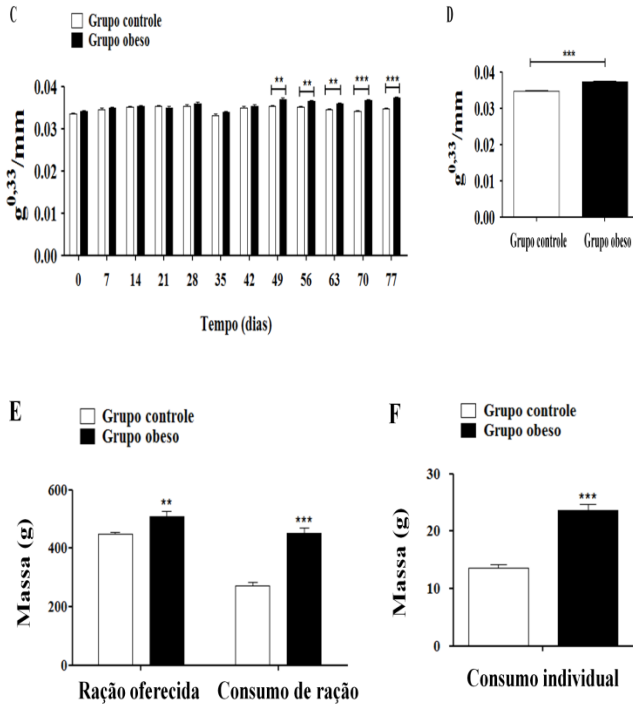 C
Grupo controle
Grupo obeso
** ** ** *** ***
0.04
0.03
0.02
0.01
0.00
g0,33/mm
0 7 14 21 28 35 42 49 56 63 70 77
Tempo (dias)
D
***
0.04
0.03
0.02
0.01
0.00
g0,33/mm
Grupo controle Grupo obeso
E
Grupo controle
Grupo obeso
** ***
600
400
200
0
Massa (g)
Ração oferecida Consumo de ração
F
Grupo controle
Grupo obeso
***
30
20
10
0
Massa (g)
Consumo individual